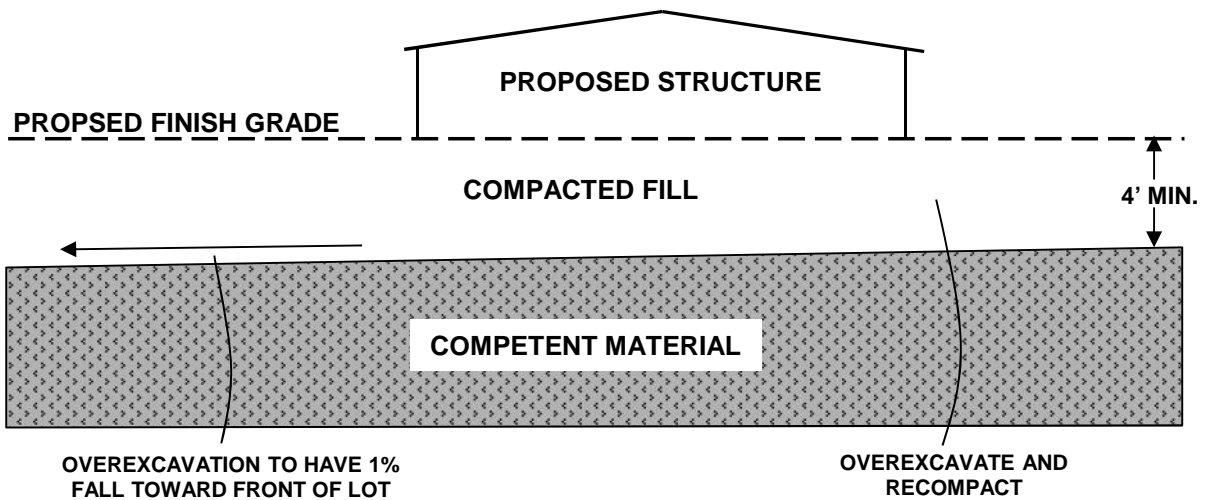 PROPOSED STRUCTURE
PROPSED FINISH GRADE
COMPACTED FILL
4’ MIN.
COMPETENT MATERIAL
OVEREXCAVATION TO HAVE 1%
FALL TOWARD FRONT OF LOT
OVEREXCAVATE AND
RECOMPACT